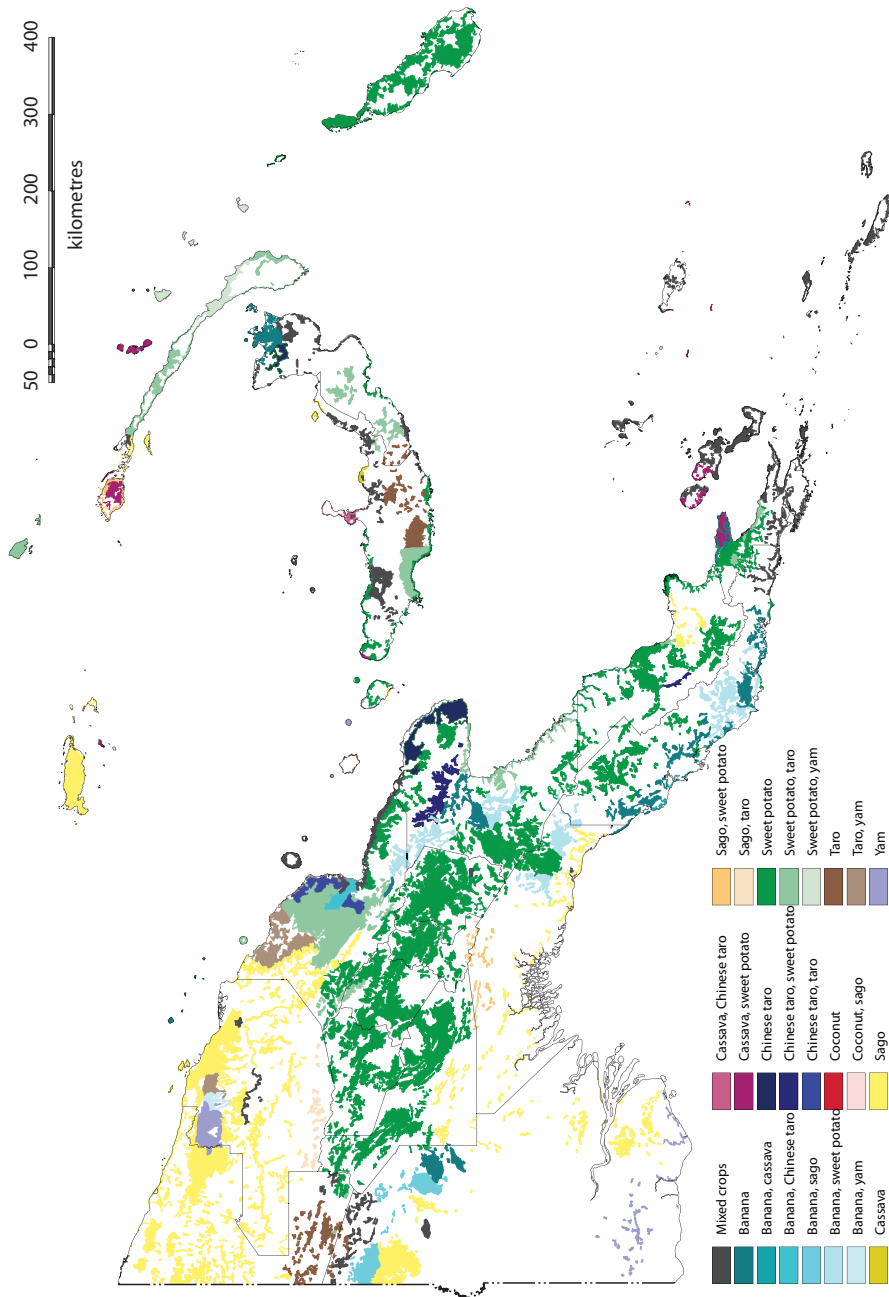 50 0 100 200 300 400
kilometres
Mixed crops
Banana
Banana, cassava
Banana, Chinese taro
Banana, sago
Banana, sweet potato
Banana, yam
Cassava
Cassava, Chinese taro
Cassava, sweet potato
Chinese taro
Chinese taro, sweet potato
Chinese taro, taro
Coconut
Coconut, sago
Sago
Sago, sweet potato
Sago, taro
Sweet potato
Sweet potato, taro
Sweet potato, yam
Taro
Taro, yam
Yam